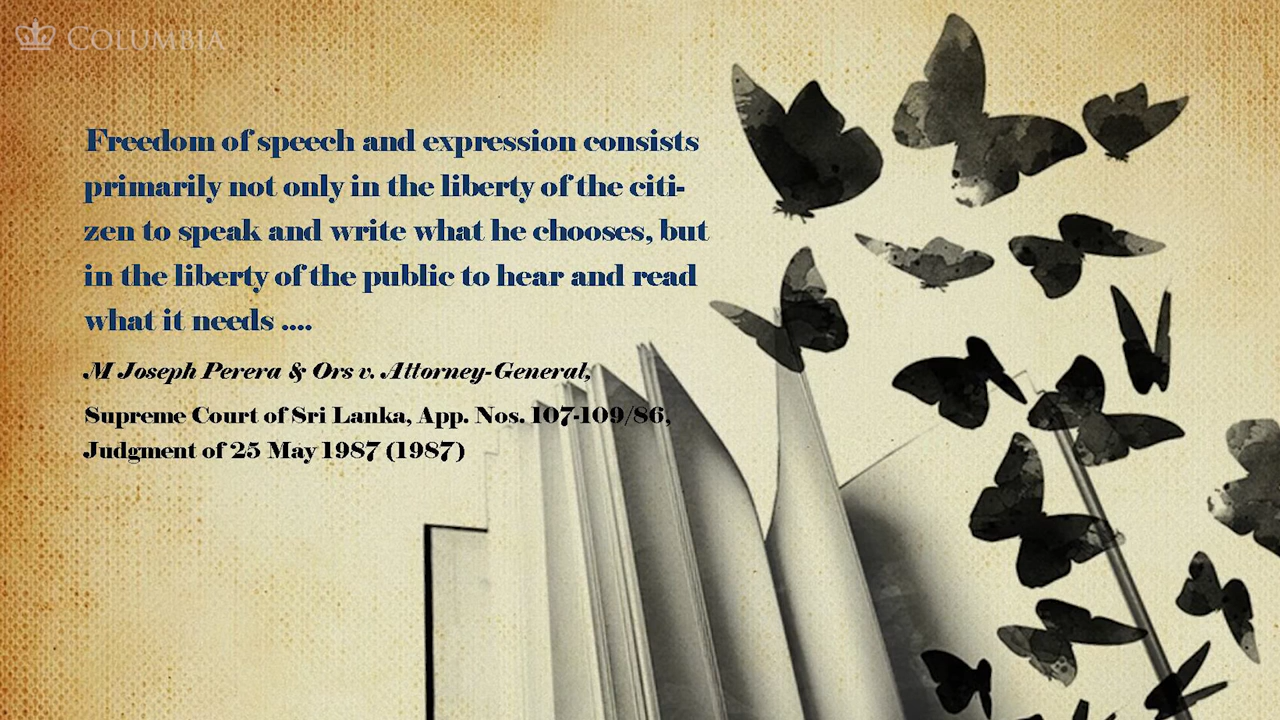 COLUMBIA
Freedom of speech and expression consists
primarily not only in the liberty of the citi-
zen to speak and write what he chooses, but
in the liberty of the public to hear and read
what it needs ....
M Joseph Perera & Ors v. Attorney-General,
Supreme Court of Sri Lanka, App. Nos. 107-109/86,
Judgment of 25 May 1987 (1987)